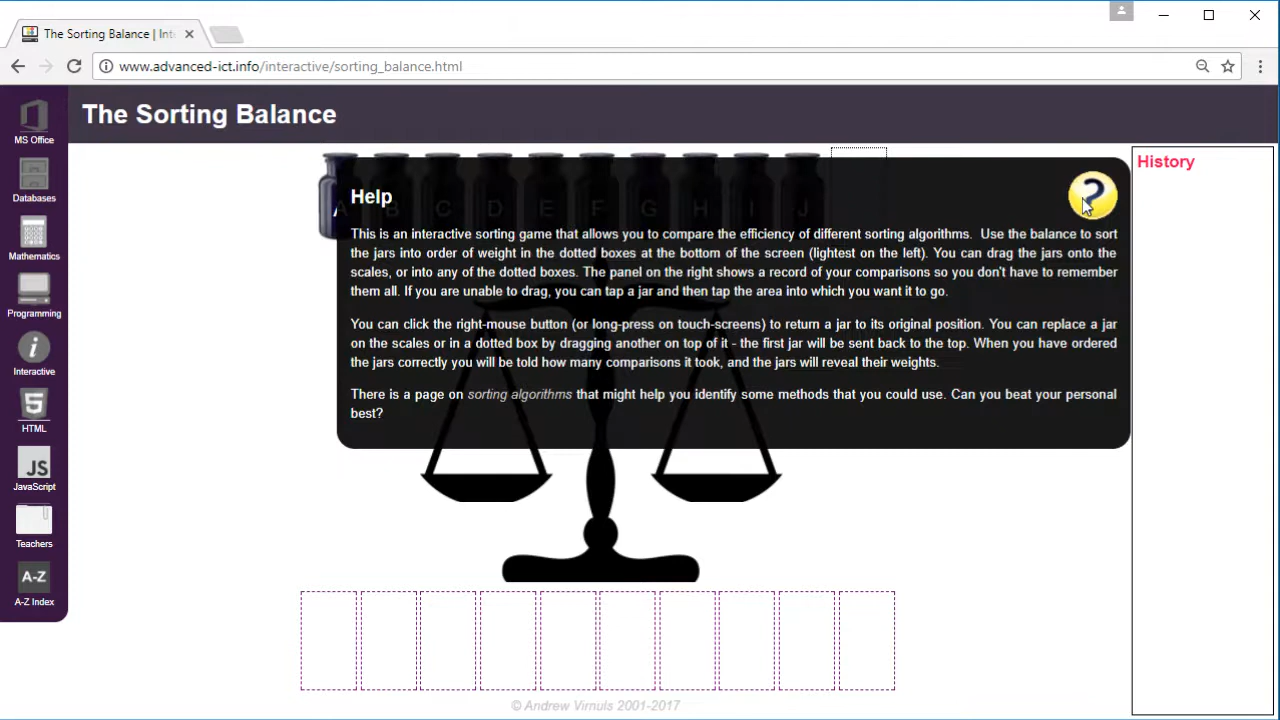 The Sorting Balance | Int
www.advanced-ict.info/interactive/sorting_balance.html
The Sorting Balance
MS Office
Databases
Mathematics
Programming
Interactive
HTML
JS
JavaScript
Teachers
A-Z
A-Z Index
A B C D E F G H I J
Help
?
This is an interactive sorting game that allows you to compare the efficiency of different sorting algorithms. Use the balance to sort
the jars into order of weight in the dotted boxes at the bottom of the screen (lightest on the left). You can drag the jars onto the
scales, or into any of the dotted boxes. The panel on the right shows a record of your comparisons so you don't have to remember
them all. If you are unable to drag, you can tap a jar and then tap the area into which you want it to go.
You can click the right-mouse button (or long-press on touch-screens) to return a jar to its original position. You can replace a jar
on the scales or in a dotted box by dragging another on top of it - the first jar will be sent back to the top. When you have ordered
the jars correctly you will be told how many comparisons it took, and the jars will reveal their weights.
There is a page on sorting algorithms that might help you identify some methods that you could use. Can you beat your personal
best?
History
© Andrew Virnuls 2001-2017